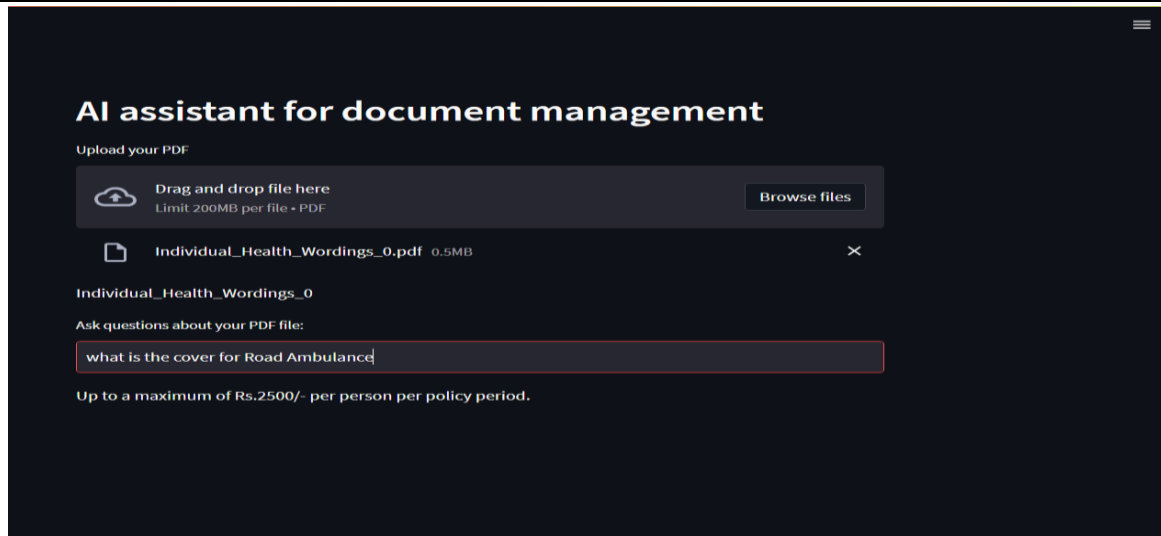 AI assistant for document management
Upload your PDF
Drag and drop file here
Limit 200MB per file • PDF
Browse files
Individual_Health_Wordings_0.pdf 0.5MB
Individual_Health_Wordings_0
Ask questions about your PDF file:
what is the cover for Road Ambulance
Up to a maximum of Rs.2500/- per person per policy period.